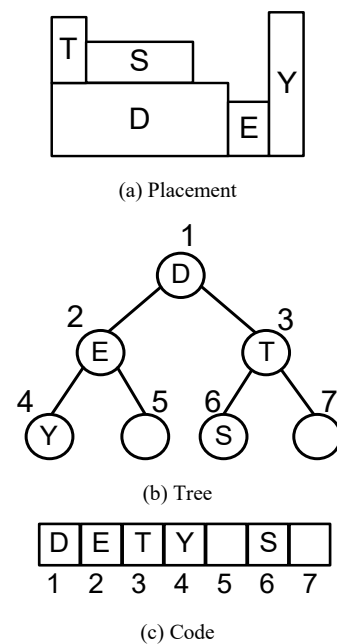 T
S
Y
D
E
(a) Placement
1
D
2
3
E
T
4
5
6
7
Y
S
(b) Tree
D E T Y S
1 2 3 4 5 6 7
(c) Code